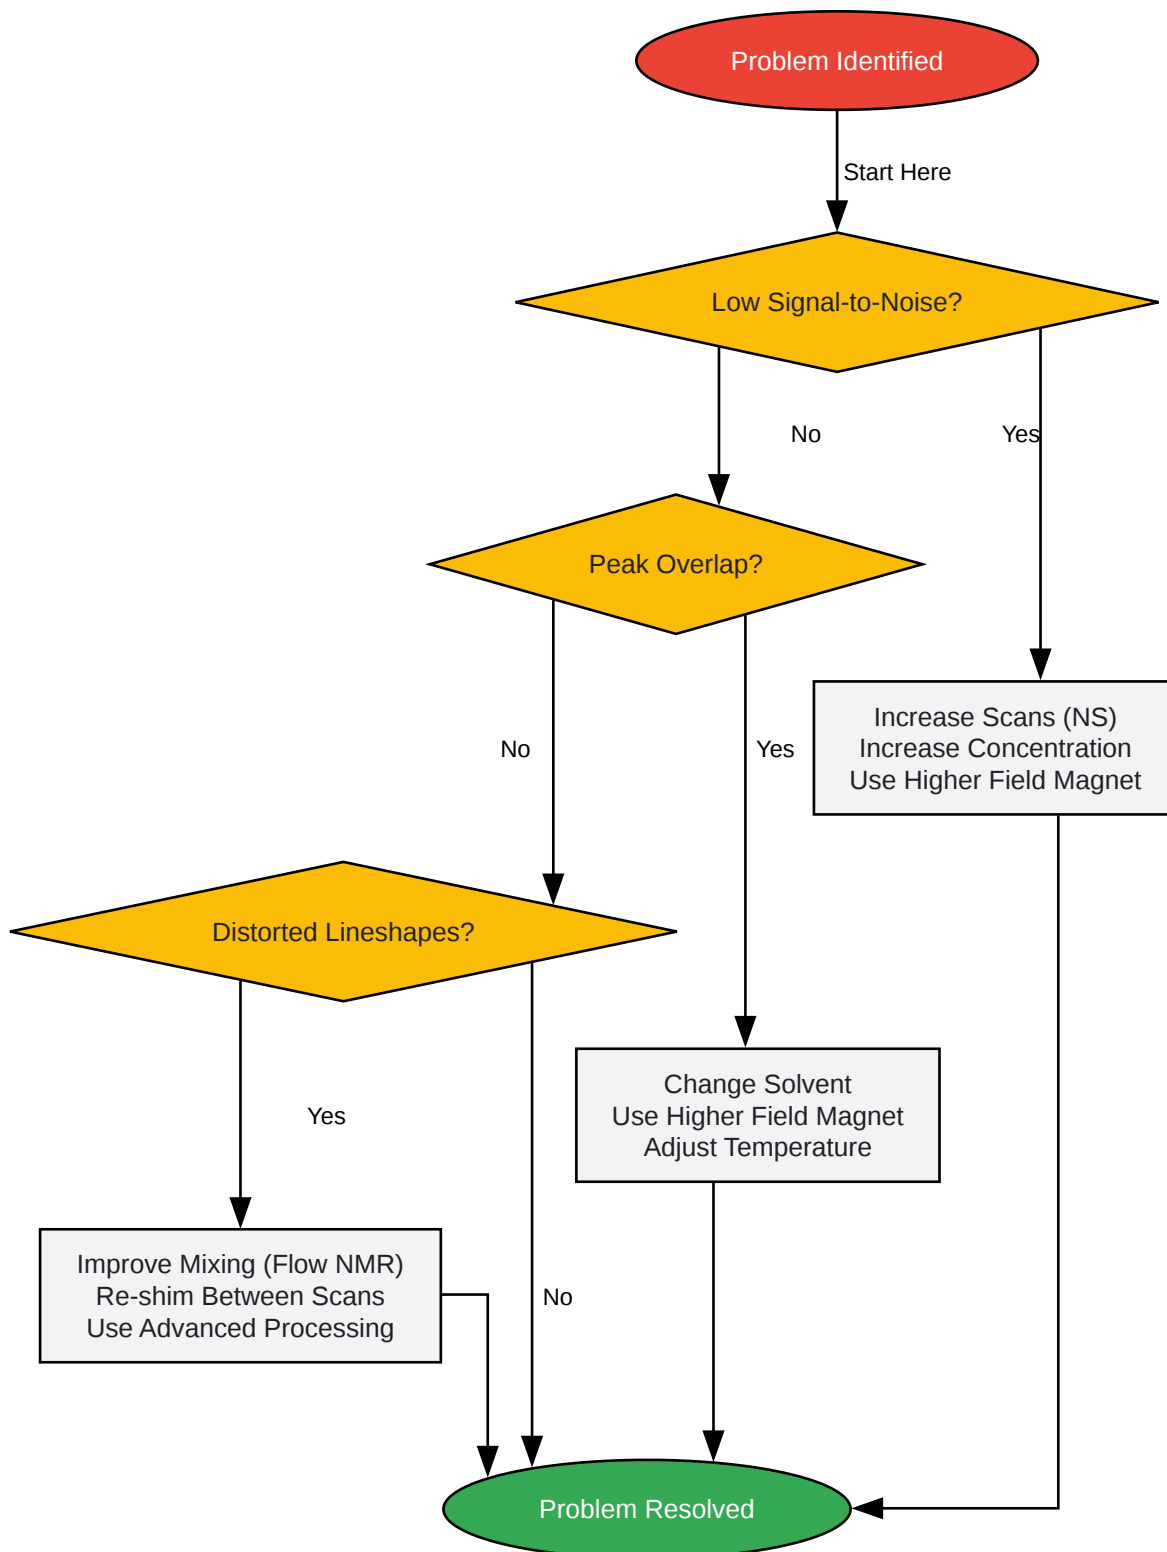 Problem Identified
Start Here
Low Signal-to-Noise?
No
Yes
Peak Overlap?
No
Yes
Increase Scans (NS)
Increase Concentration
Use Higher Field Magnet
Distorted Lineshapes?
Yes
No
Change Solvent
Use Higher Field Magnet
Adjust Temperature
Improve Mixing (Flow NMR)
Re-shim Between Scans
Use Advanced Processing
Problem Resolved